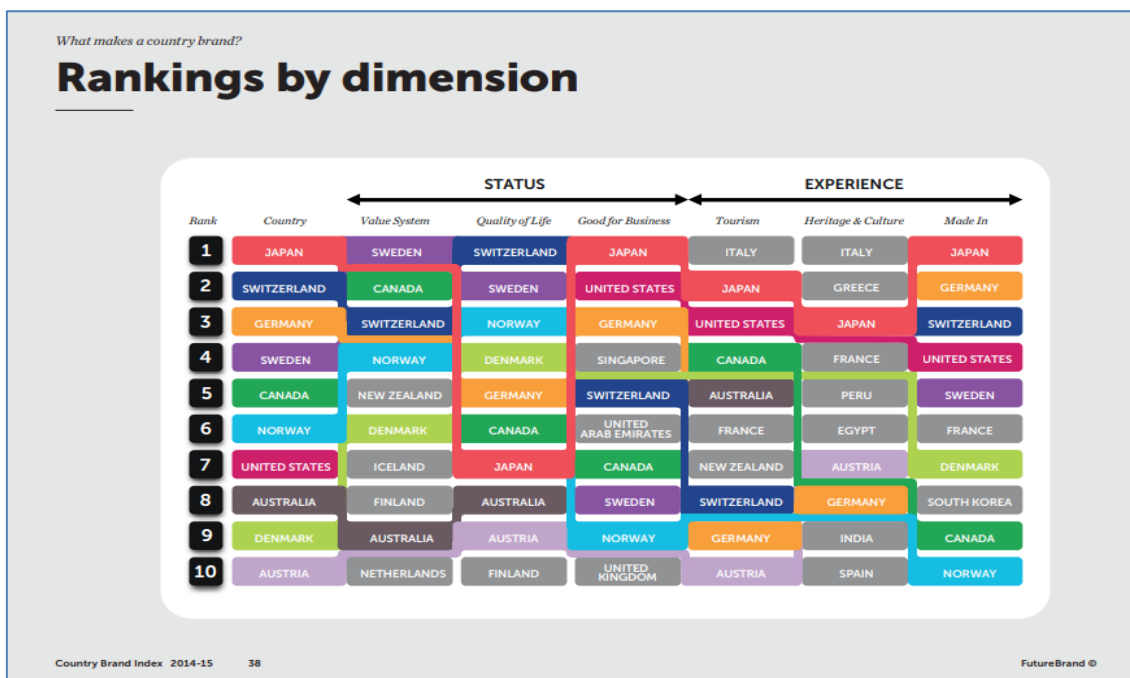 What makes a country brand?
Rankings by dimension
STATUS EXPERIENCE
Rank Country Value System Quality of Life Good for Business Tourism Heritage & Culture Made In
1 JAPAN SWEDEN SWITZERLAND JAPAN ITALY ITALY JAPAN
2 SWITZERLAND CANADA SWEDEN UNITED STATES JAPAN GREECE GERMANY
3 GERMANY SWITZERLAND NORWAY GERMANY UNITED STATES JAPAN SWITZERLAND
4 SWEDEN NORWAY DENMARK SINGAPORE CANADA FRANCE UNITED STATES
5 CANADA NEW ZEALAND GERMANY SWITZERLAND AUSTRALIA PERU SWEDEN
6 NORWAY DENMARK CANADA UNITED ARAB EMIRATES FRANCE EGYPT FRANCE
7 UNITED STATES ICELAND JAPAN CANADA NEW ZEALAND AUSTRIA DENMARK
8 AUSTRALIA FINLAND AUSTRALIA SWEDEN SWITZERLAND GERMANY SOUTH KOREA
9 DENMARK AUSTRALIA AUSTRIA NORWAY GERMANY INDIA CANADA
10 AUSTRIA NETHERLANDS FINLAND UNITED KINGDOM AUSTRIA SPAIN NORWAY
Country Brand Index 2014-15 38 FutureBrand ©